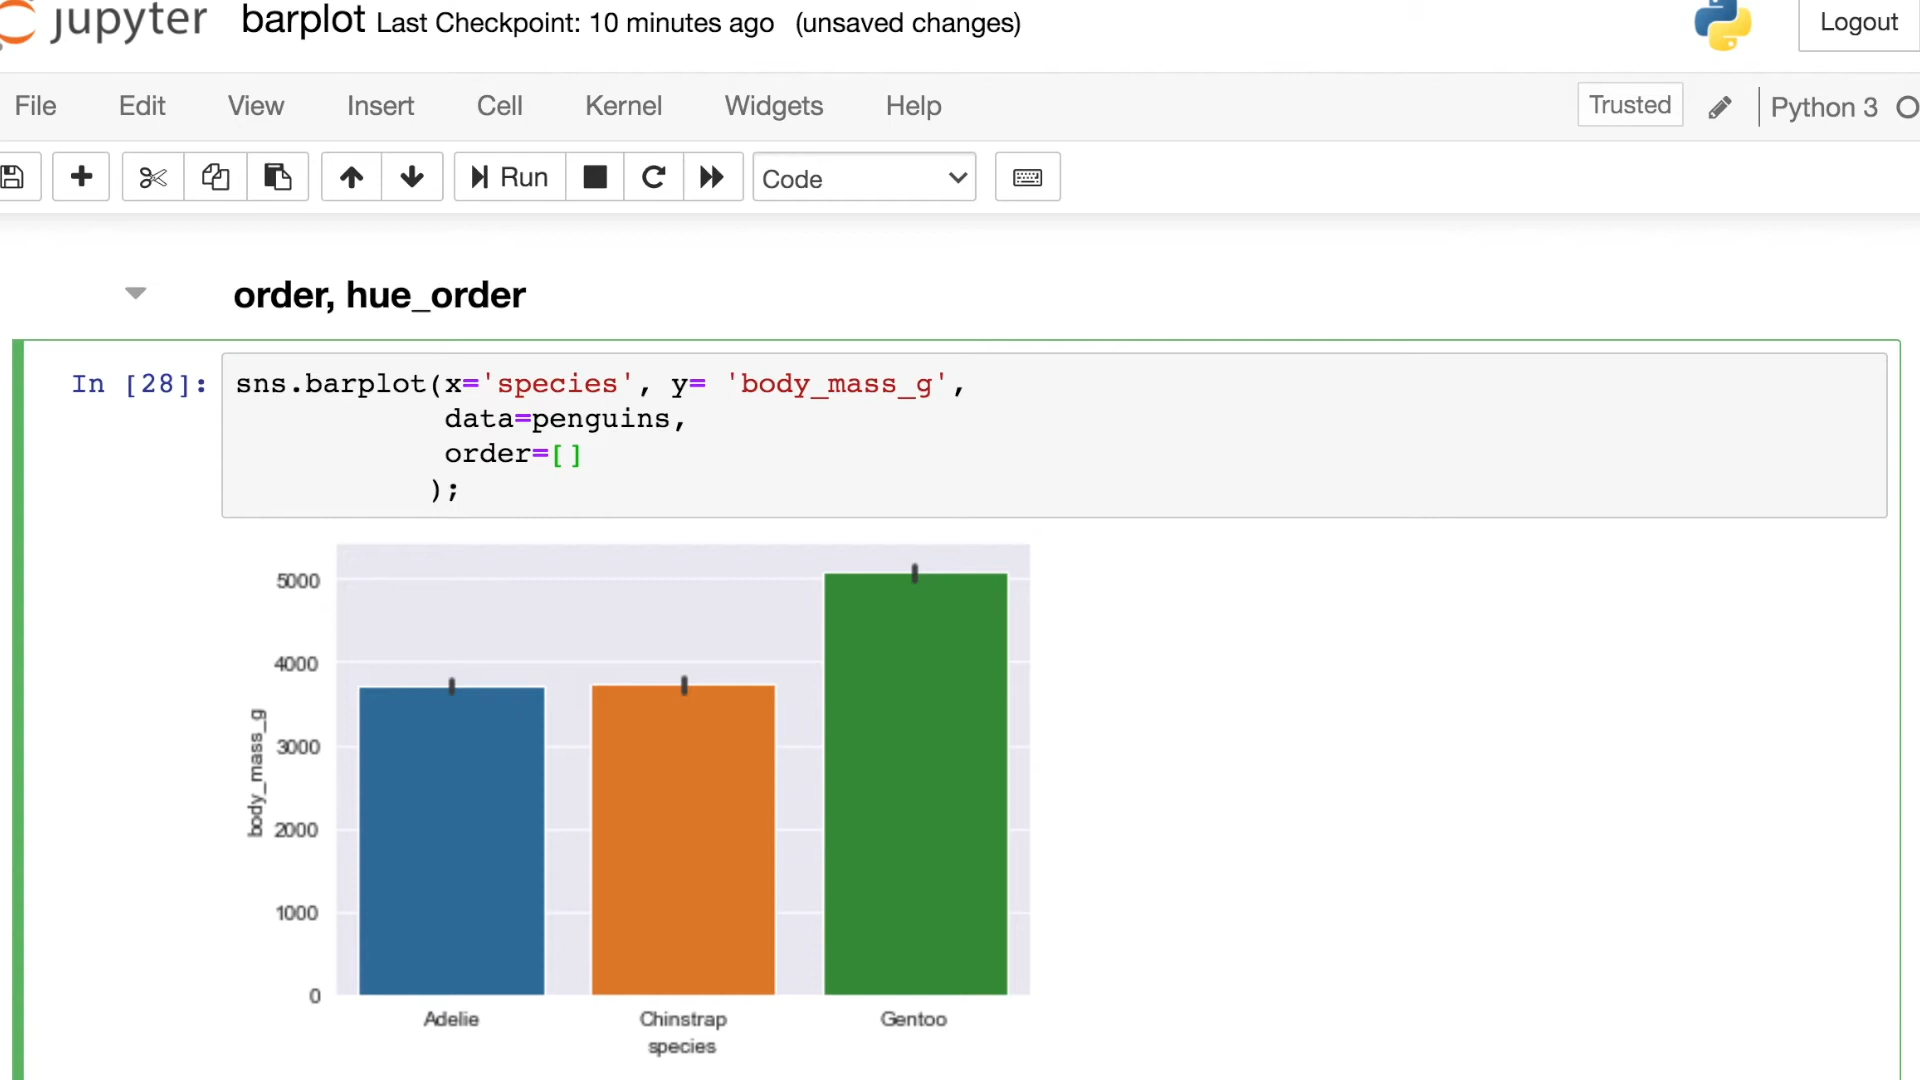 jupyter barplot Last Checkpoint: 10 minutes ago (unsaved changes) Logout
File Edit View Insert Cell Kernel Widgets Help Trusted Python 3
Run Code
order, hue_order
In [28]: sns.barplot(x='species', y= 'body_mass_g',
data=penguins,
order=[]
);
5000
4000
3000
2000
1000
0
body_mass_g
Adelie Chinstrap Gentoo
species